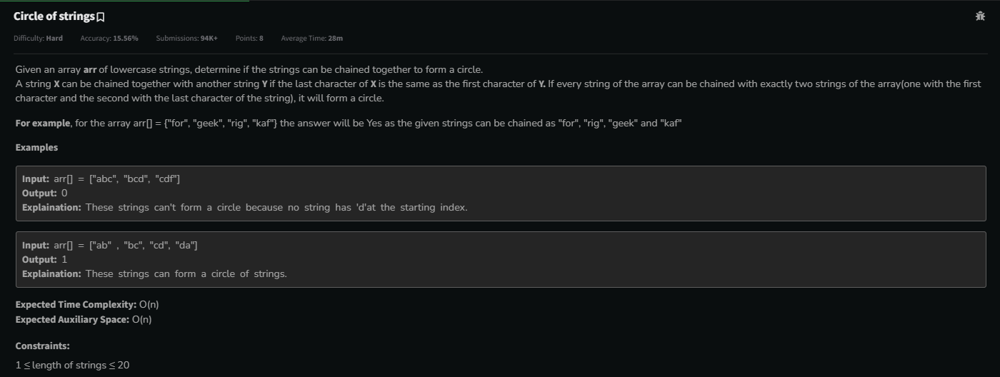 Circle of strings
Difficulty: Hard Accuracy: 15.56% Submissions: 94K+ Points: 8 Average Time: 28m
Given an array arr of lowercase strings, determine if the strings can be chained together to form a circle.
A string X can be chained together with another string Y if the last character of X is the same as the first character of Y. If every string of the array can be chained with exactly two strings of the array(one with the first
character and the second with the last character of the string), it will form a circle.
For example, for the array arr[] = {"for", "geek", "rig", "kaf"} the answer will be Yes as the given strings can be chained as "for", "rig", "geek" and "kaf"
Examples
Input: arr[] = ["abc", "bcd", "cdf"]
Output: 0
Explaination: These strings can't form a circle because no string has 'd'at the starting index.
Input: arr[] = ["ab" , "bc", "cd", "da"]
Output: 1
Explaination: These strings can form a circle of strings.
Expected Time Complexity: O(n)
Expected Auxiliary Space: O(n)
Constraints:
1 ≤ length of strings ≤ 20